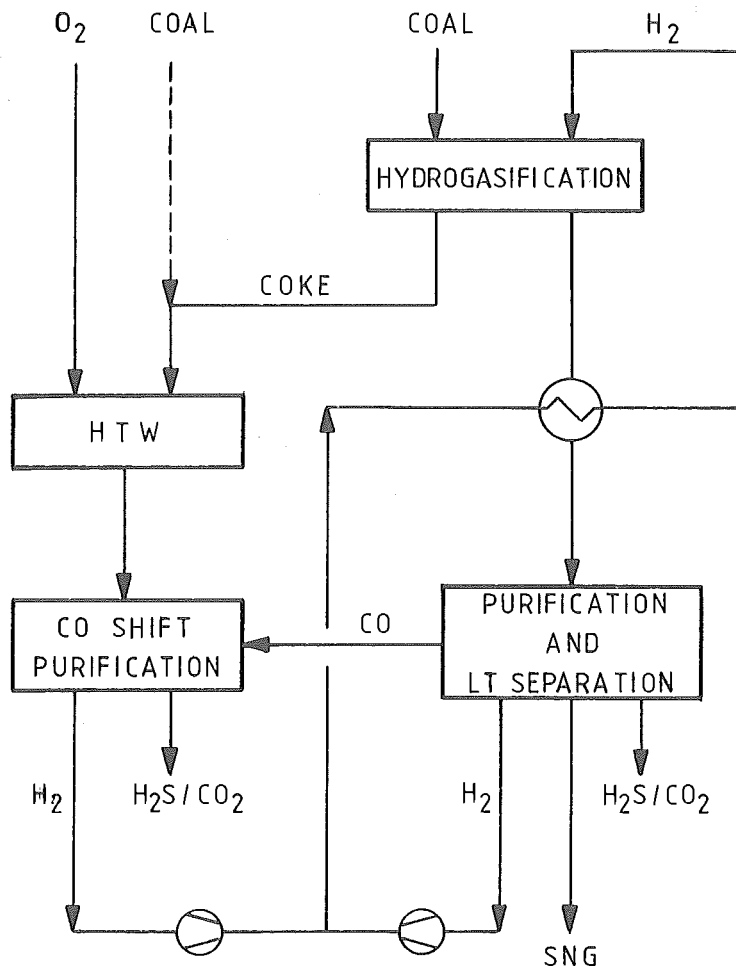 O2 COAL COAL H2
HYDROGASIFICATION
COKE
HTW
CO SHIFT
PURIFICATION
CO
PURIFICATION
AND
LT SEPARATION
H2 H2S/CO2 H2 H2S/CO2
SNG